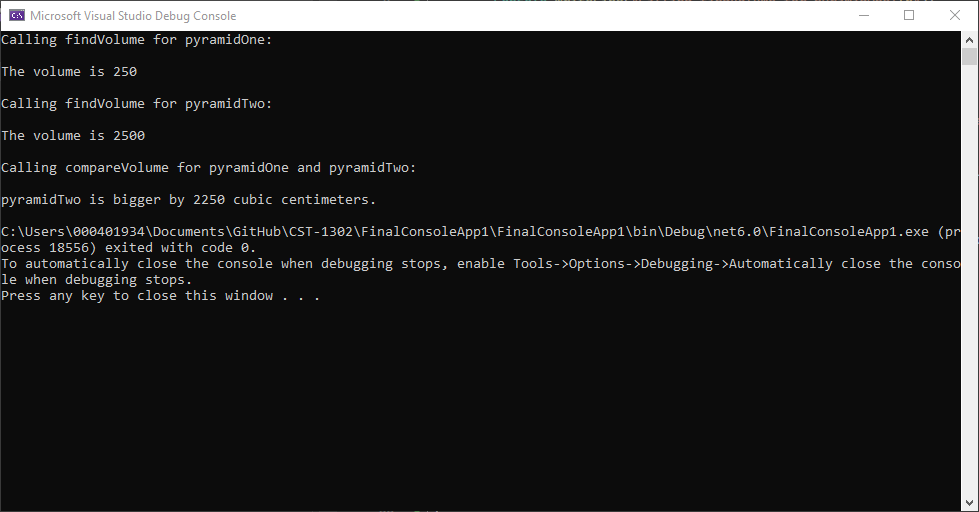 Microsoft Visual Studio Debug Console
Calling findVolume for pyramidOne:
The volume is 250
Calling findVolume for pyramidTwo:
The volume is 2500
Calling compareVolume for pyramidOne and pyramidTwo:
pyramidTwo is bigger by 2250 cubic centimeters.
C:\Users\000401934\Documents\GitHub\CST-1302\FinalConsoleApp1\FinalConsoleApp1\bin\Debug\net6.0\FinalConsoleApp1.exe (pr
ocess 18556) exited with code 0.
To automatically close the console when debugging stops, enable Tools->Options->Debugging->Automatically close the conso
le when debugging stops.
Press any key to close this window . . .